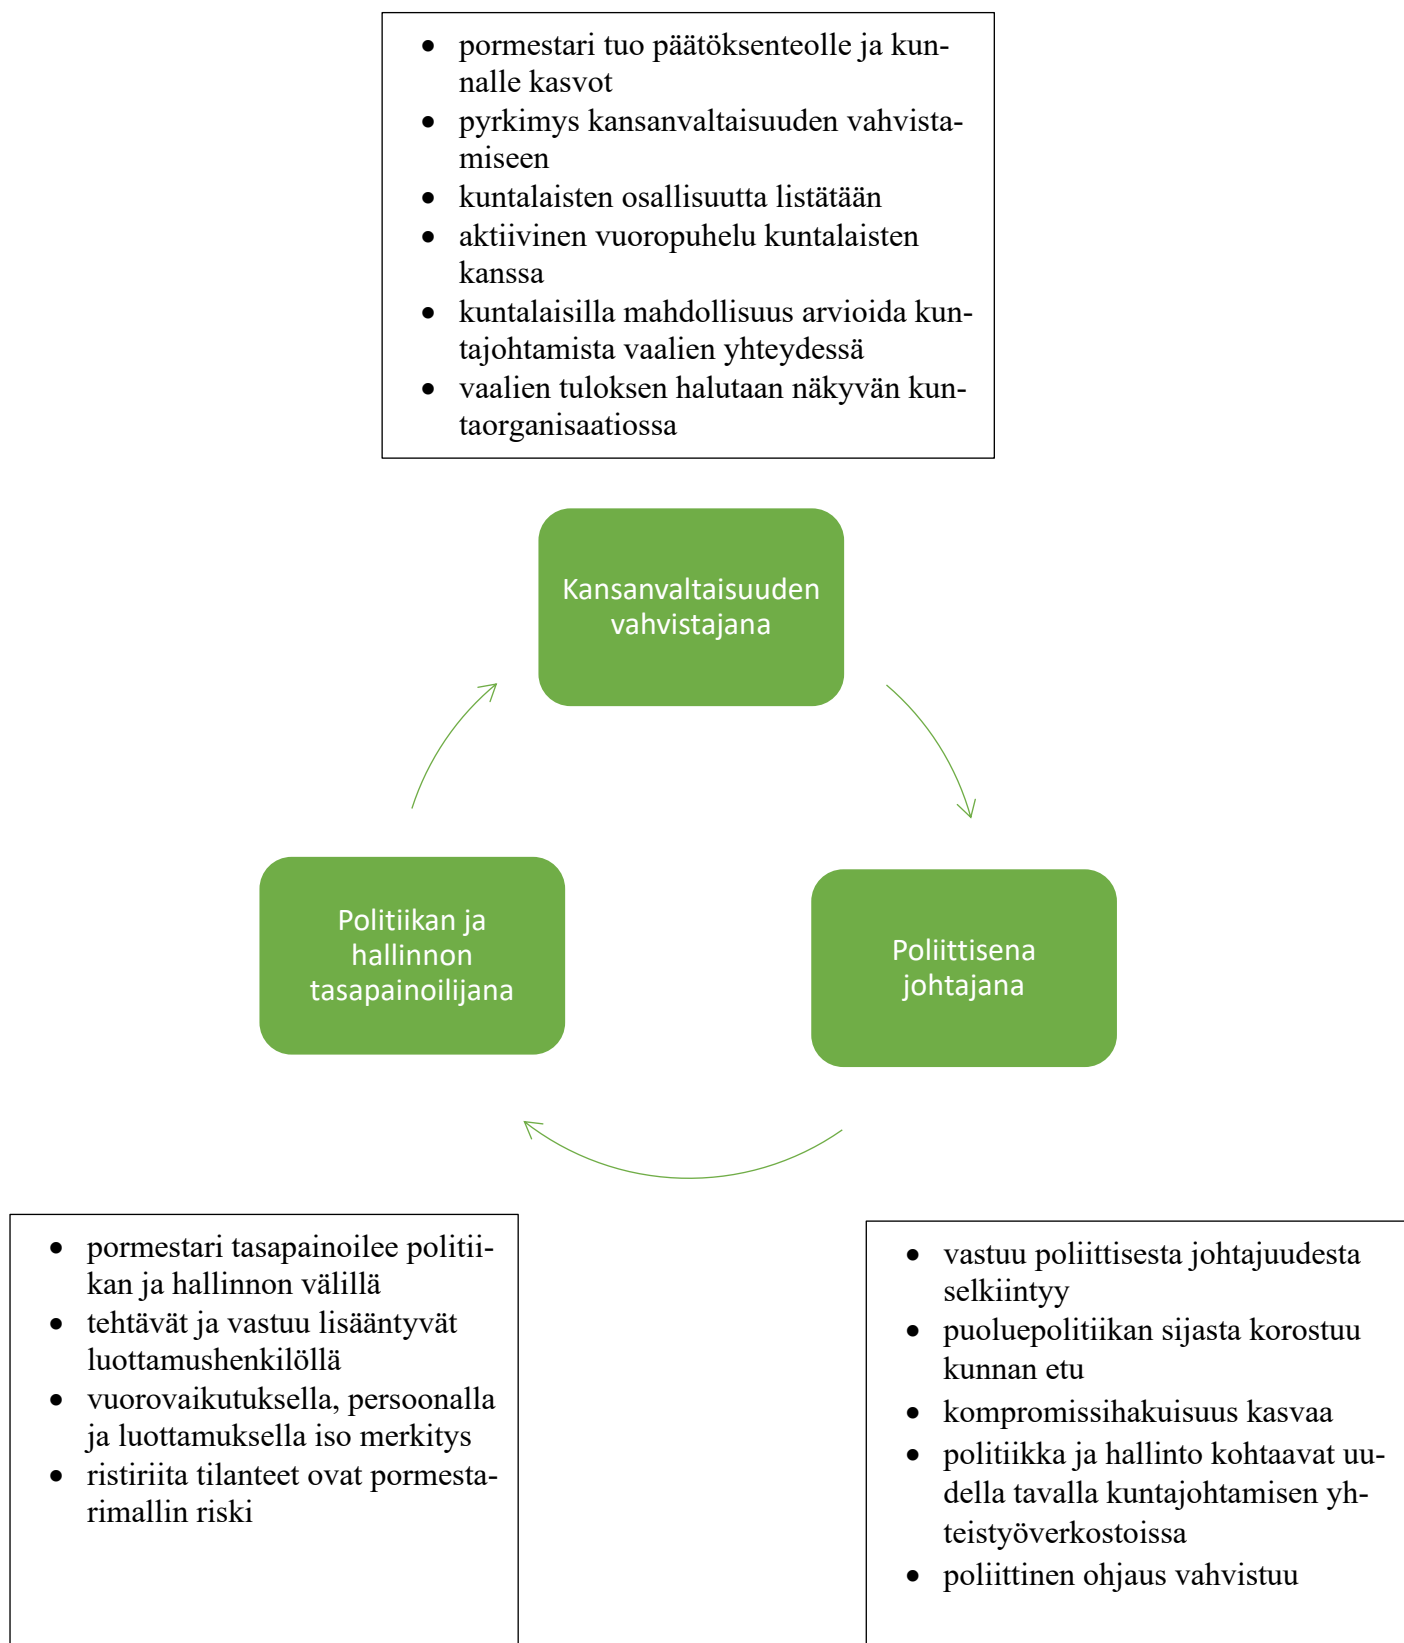 • pormestari tuo päätöksenteolle ja kun-
nalle kasvot
• pyrkimys kansanvaltaisuuden vahvista-
miseen
• kuntalaisten osallisuutta listätään
• aktiivinen vuoropuhelu kuntalaisten
kanssa
• kuntalaisilla mahdollisuus arvioida kun-
tajohtamista vaalien yhteydessä
• vaalien tuloksen halutaan näkyvän kun-
taorganisaatiossa
Kansanvaltaisuuden
vahvistajana
Politiikan ja
hallinnon
tasapainoilijana
Poliittisena
johtajana
• pormestari tasapainoilee politii-
kan ja hallinnon välillä
• tehtävät ja vastuu lisääntyvät
luottamushenkilöllä
• vuorovaikutuksella, persoonalla
ja luottamuksella iso merkitys
• ristiriita tilanteet ovat pormesta-
rimallin riski
• vastuu poliittisesta johtajuudesta
selkiintyy
• puoluepolitiikan sijasta korostuu
kunnan etu
• kompromissihakuisuus kasvaa
• politiikka ja hallinto kohtaavat uu-
della tavalla kuntajohtamisen yh-
teistyöverkostoissa
• poliittinen ohjaus vahvistuu